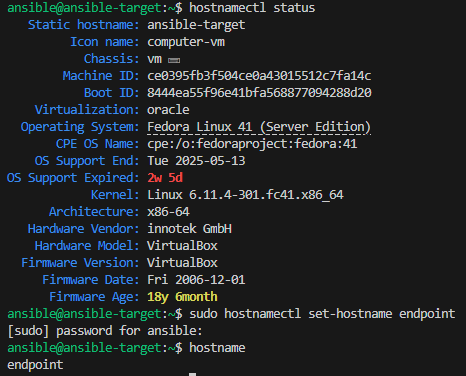 ansible@ansible-target:~$ hostnamectl status
Static hostname: ansible-target
Icon name: computer-vm
Chassis: vm 🖴
Machine ID: ce0395fb3f504ce0a43015512c7fa14c
Boot ID: 8444ea55f96e41bfa568877094288d20
Virtualization: oracle
Operating System: Fedora Linux 41 (Server Edition)
CPE OS Name: cpe:/o:fedoraproject:fedora:41
OS Support End: Tue 2025-05-13
OS Support Expired: 2w 5d
Kernel: Linux 6.11.4-301.fc41.x86_64
Architecture: x86-64
Hardware Vendor: innotek GmbH
Hardware Model: VirtualBox
Firmware Version: VirtualBox
Firmware Date: Fri 2006-12-01
Firmware Age: 18y 6month
ansible@ansible-target:~$ sudo hostnamectl set-hostname endpoint
[sudo] password for ansible:
ansible@ansible-target:~$ hostname
endpoint